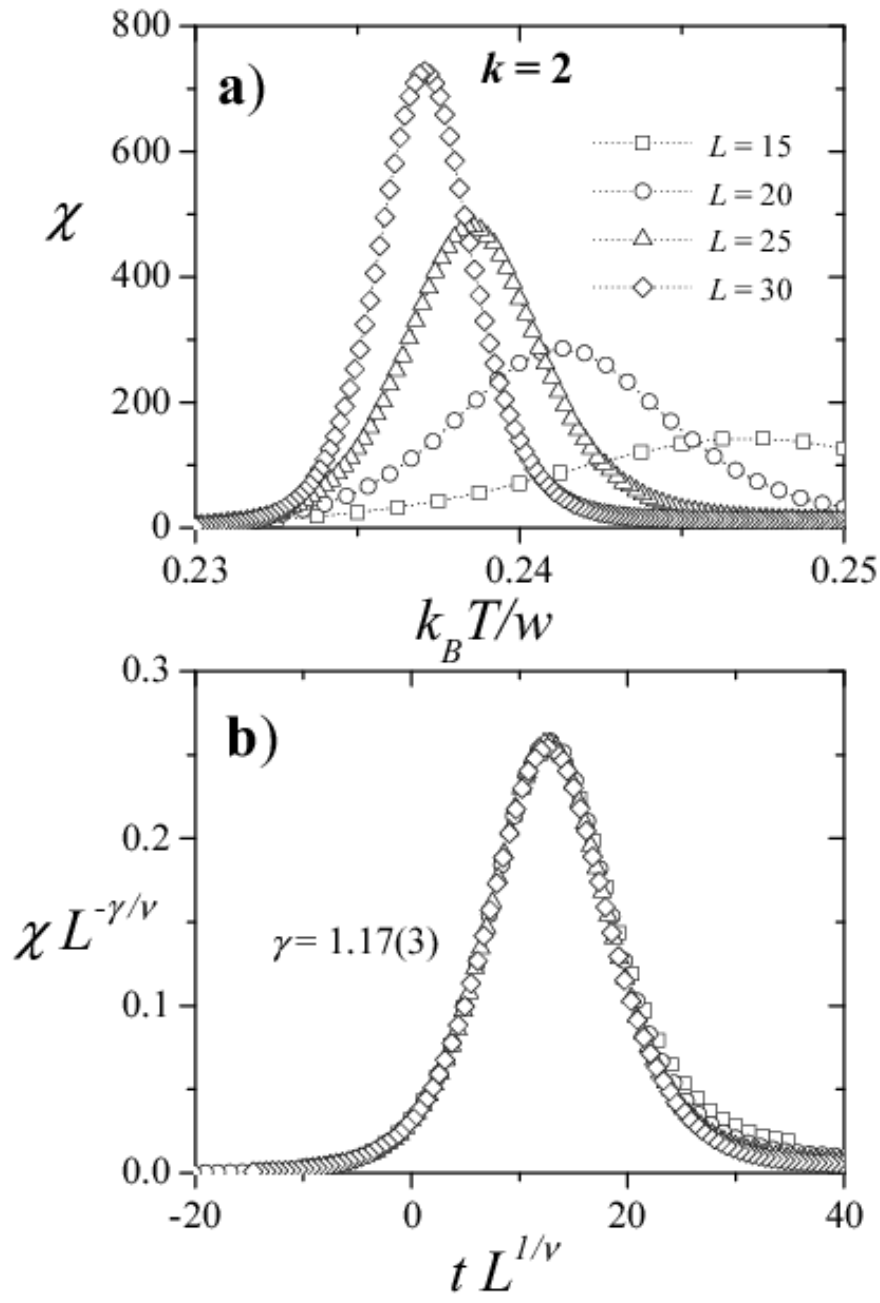 800
a)
k = 2
L = 15
L = 20
L = 25
L = 30
600
χ
400
200
0
0.23
0.24
0.25
k_B T/w
0.3
b)
0.2
χ L^{-γ/ν}
γ = 1.17(3)
0.1
0.0
-20
0
20
40
t L^{1/ν}